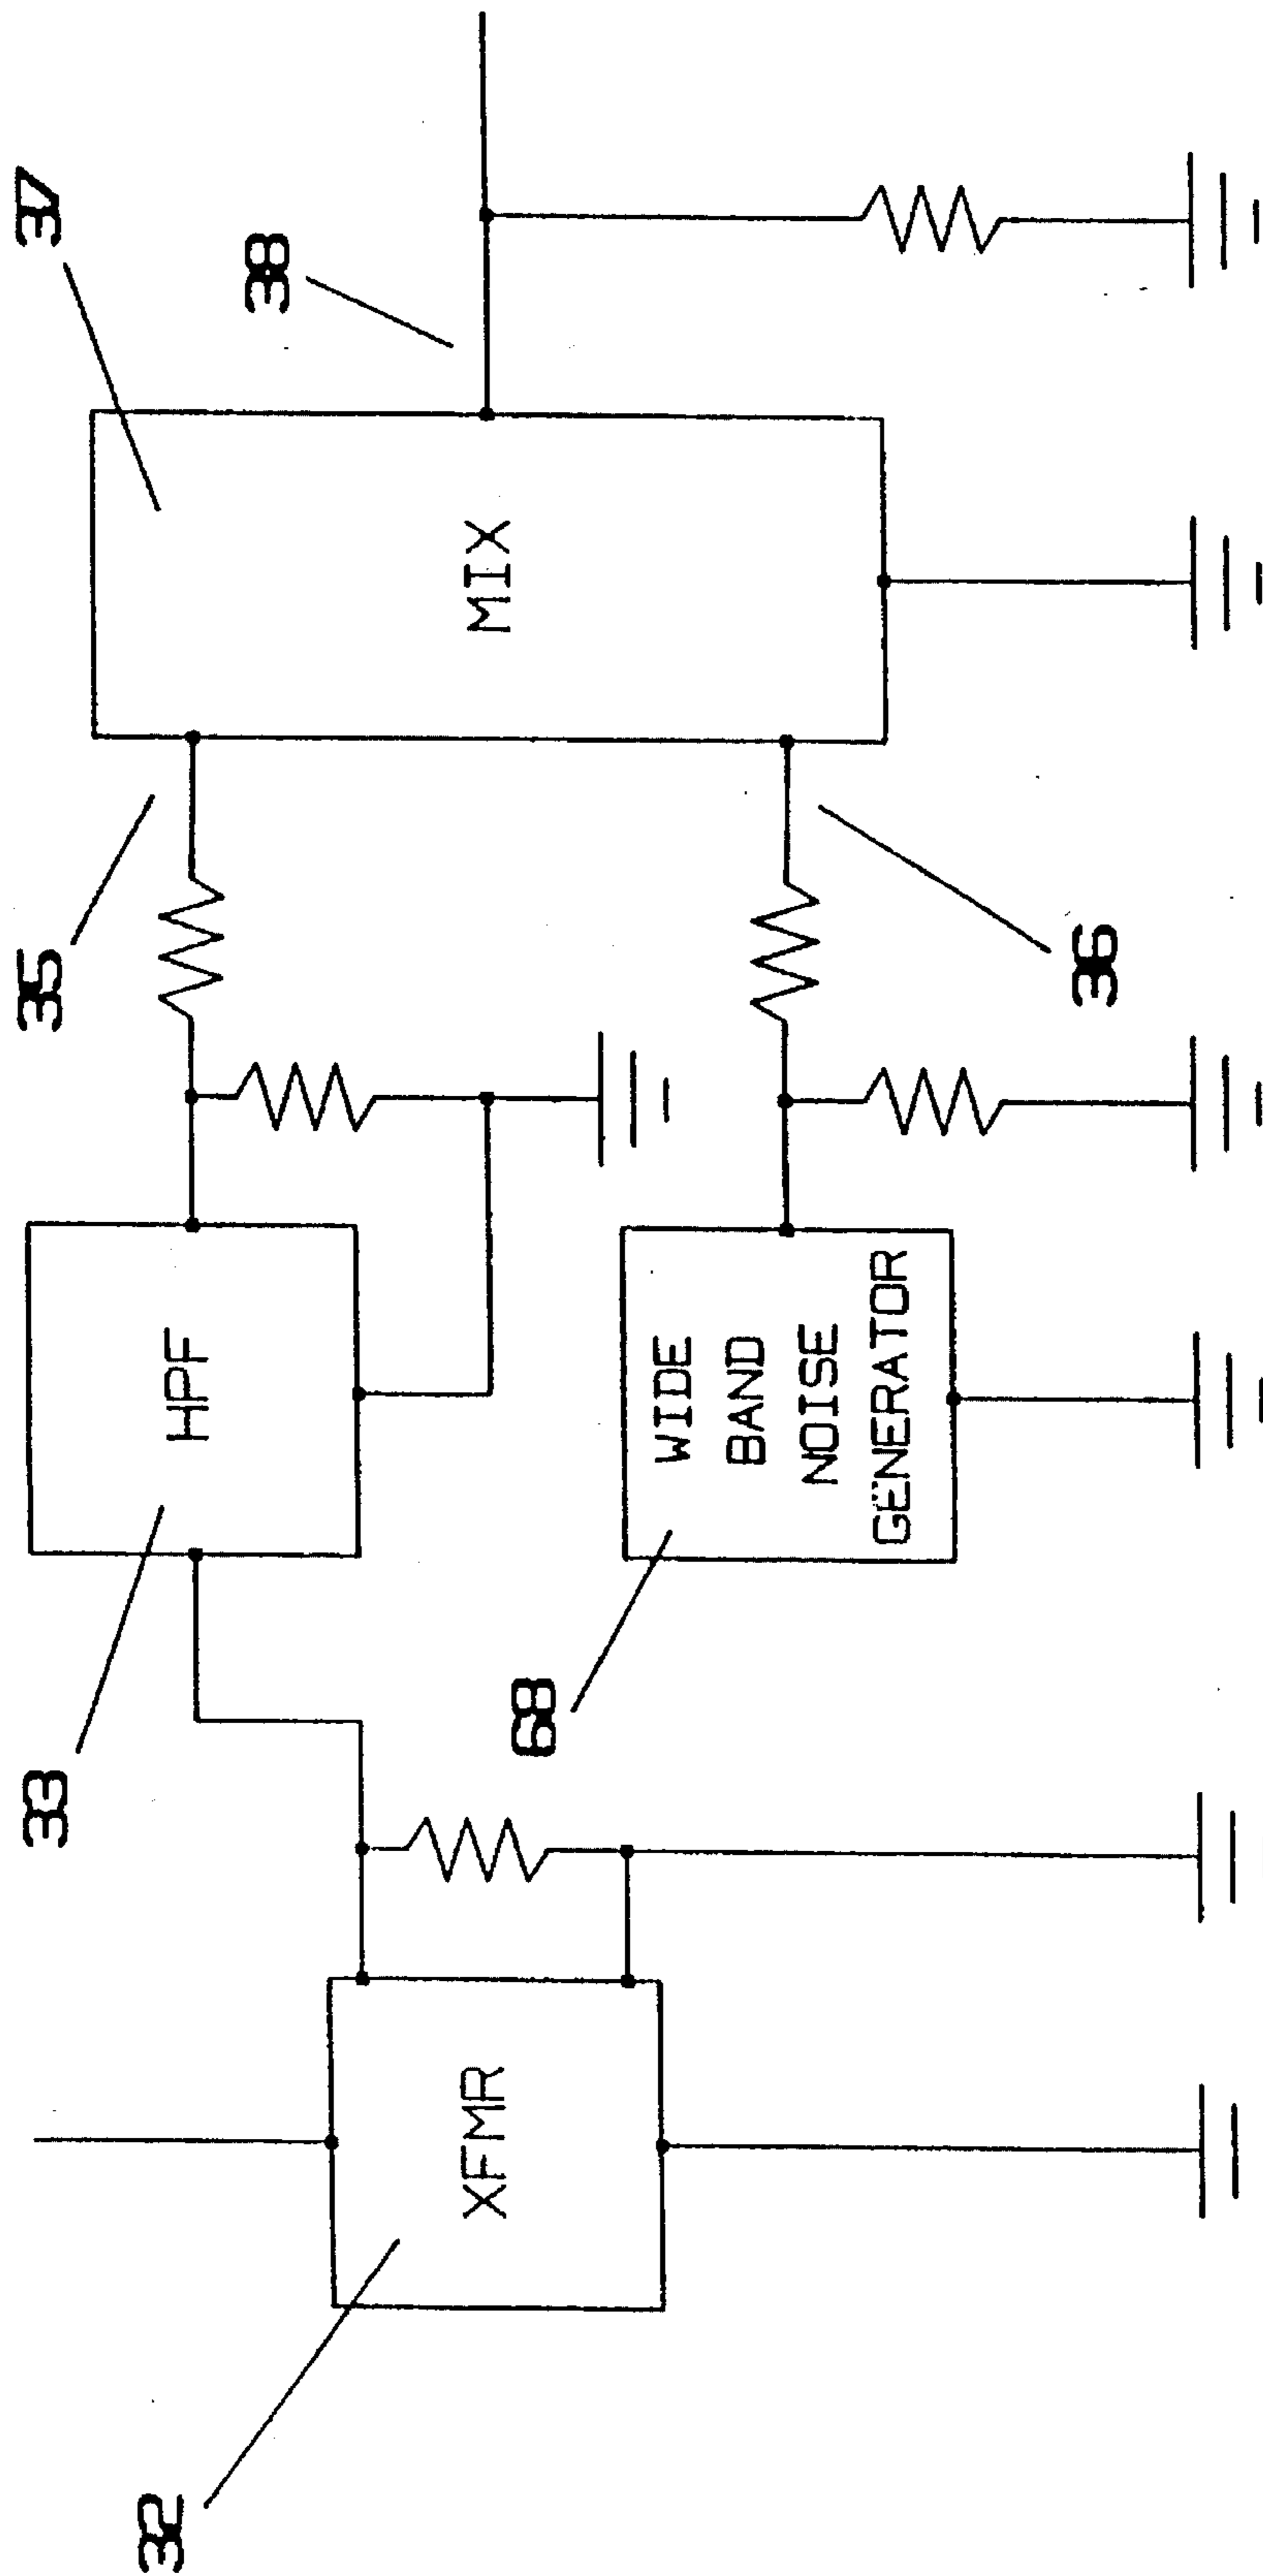 37
38
MIX
35
36
HPF
33
WIDE
BAND
NOISE
GENERATOR
68
XFMR
32